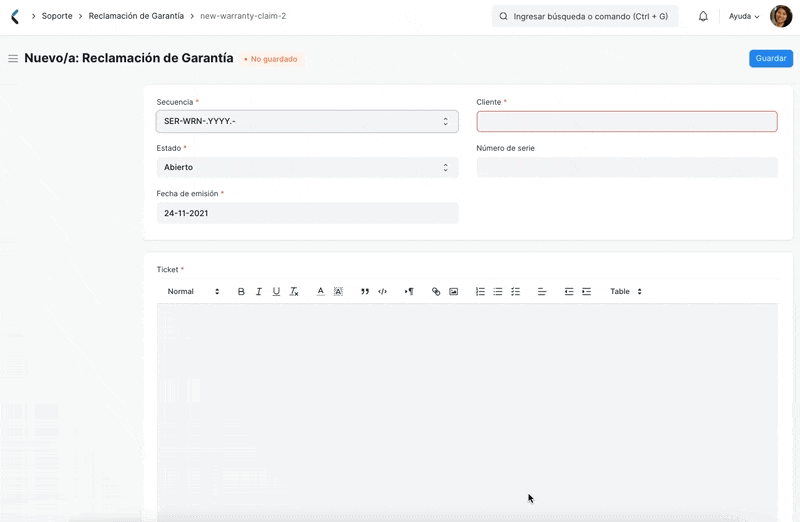 Soporte > Reclamación de Garantía > new-warranty-claim-2
Ingresar búsqueda o comando (Ctrl + G)
Ayuda
Nuevo/a: Reclamación de Garantía
• No guardado
Guardar
Secuencia *
SER-WRN-.YYYY.-
Cliente *
Estado *
Abierto
Número de serie
Fecha de emisión *
24-11-2021
Ticket *
Normal
Table